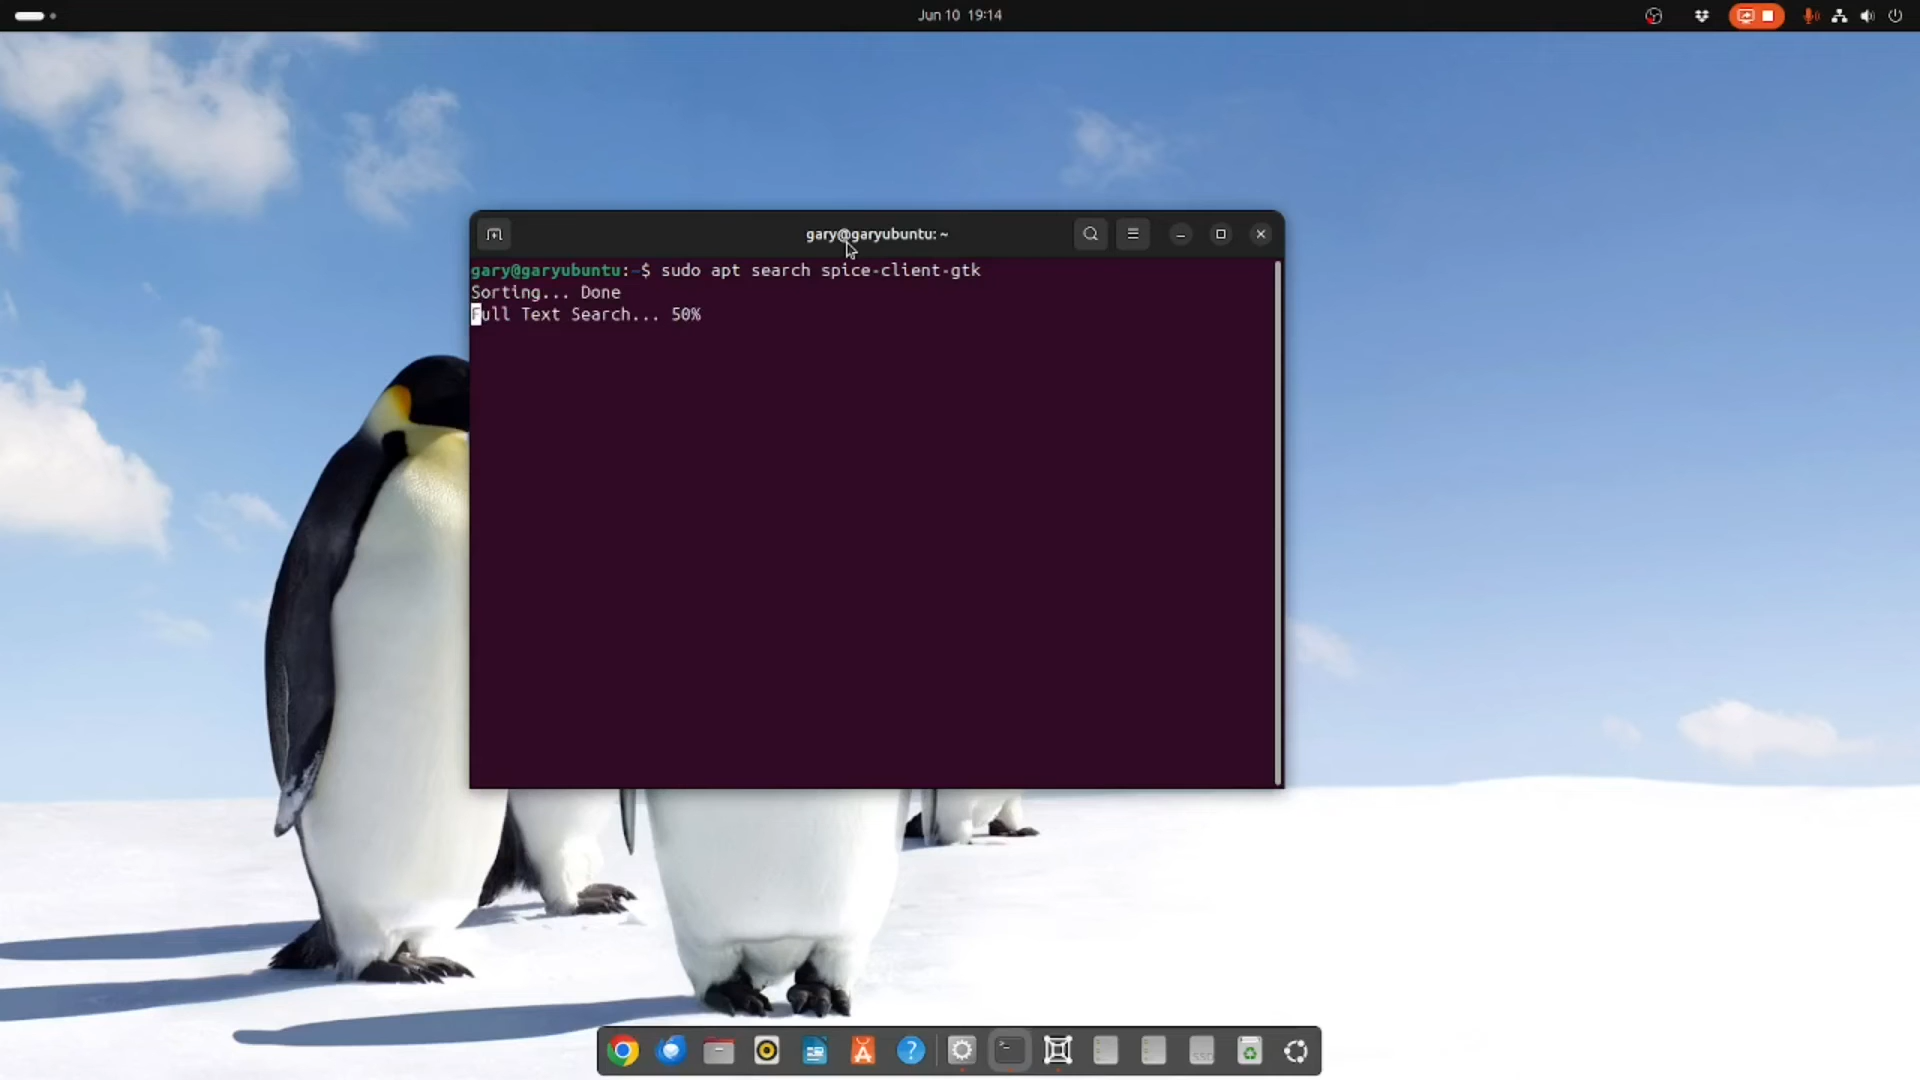 Jun 10 19:14
gary@garyubuntu: ~
gary@garyubuntu:~$ sudo apt search spice-client-gtk
Sorting... Done
Full Text Search... 50%
SSD